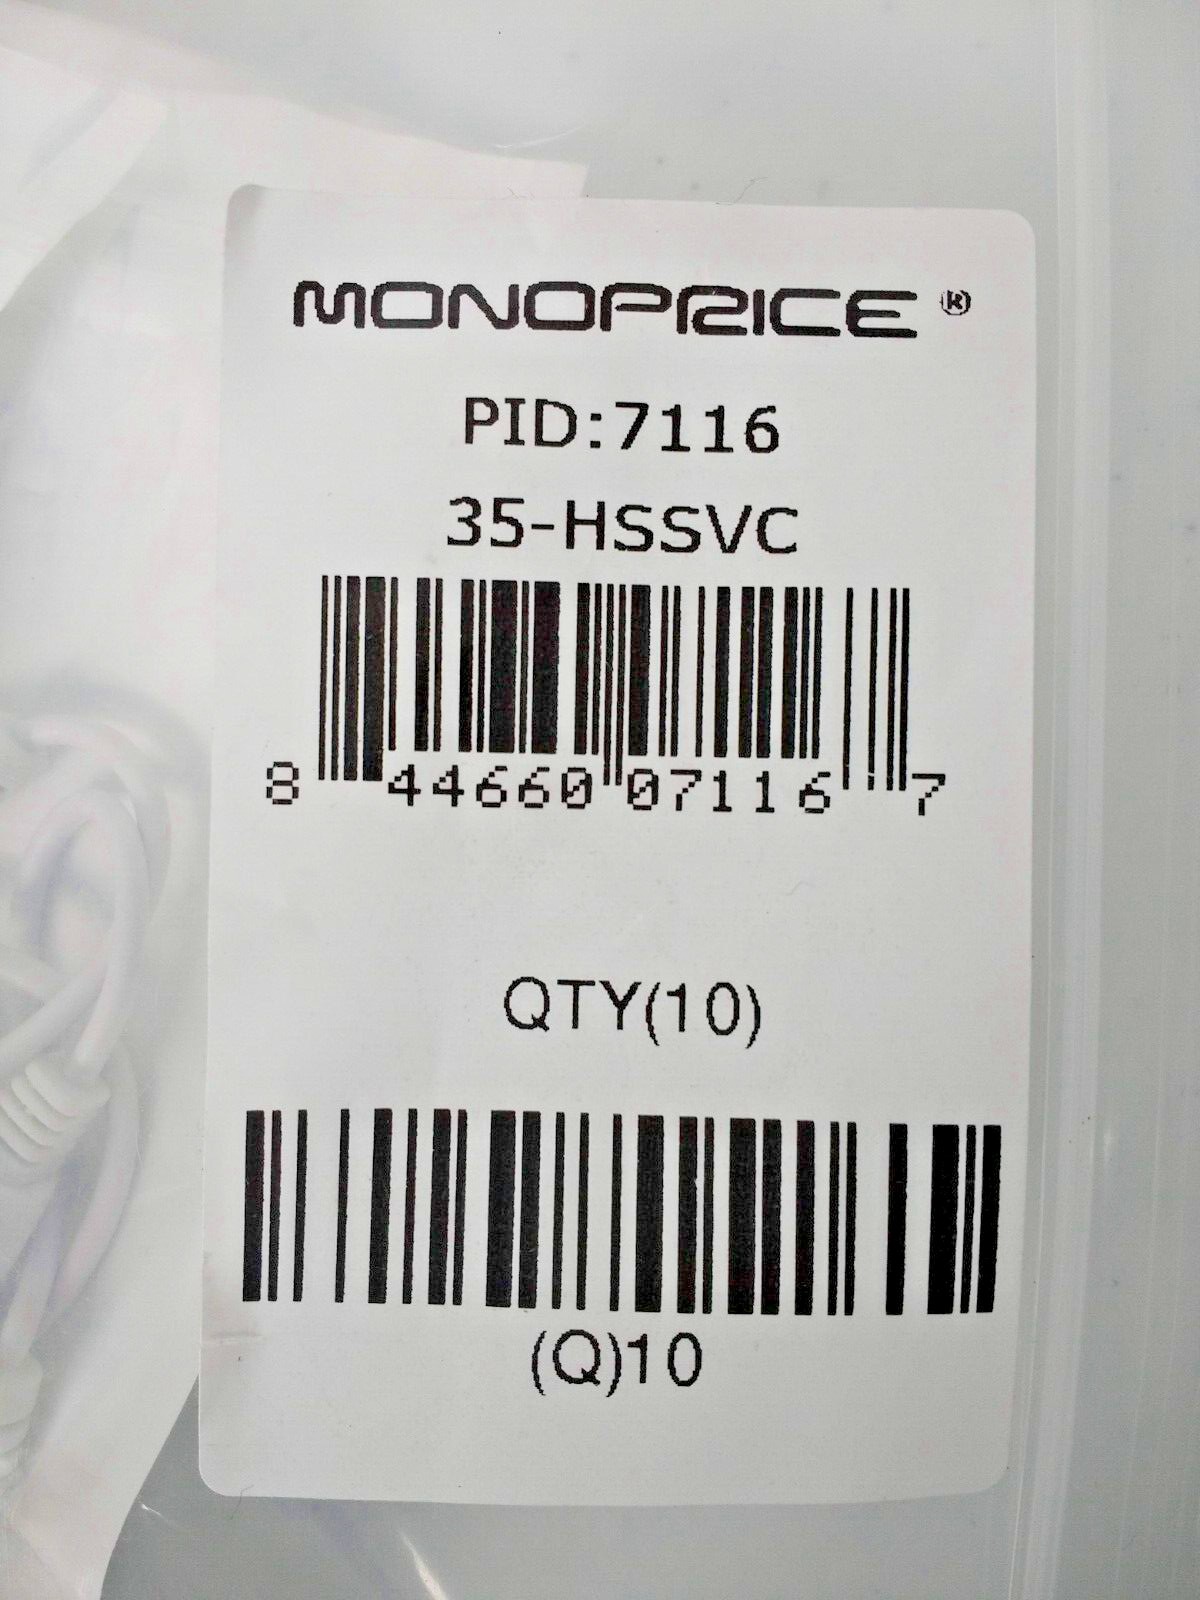 MONOPRICE ®
PID:7116
35-HSSVC
8 44660 07116 7
QTY(10)
(Q)10